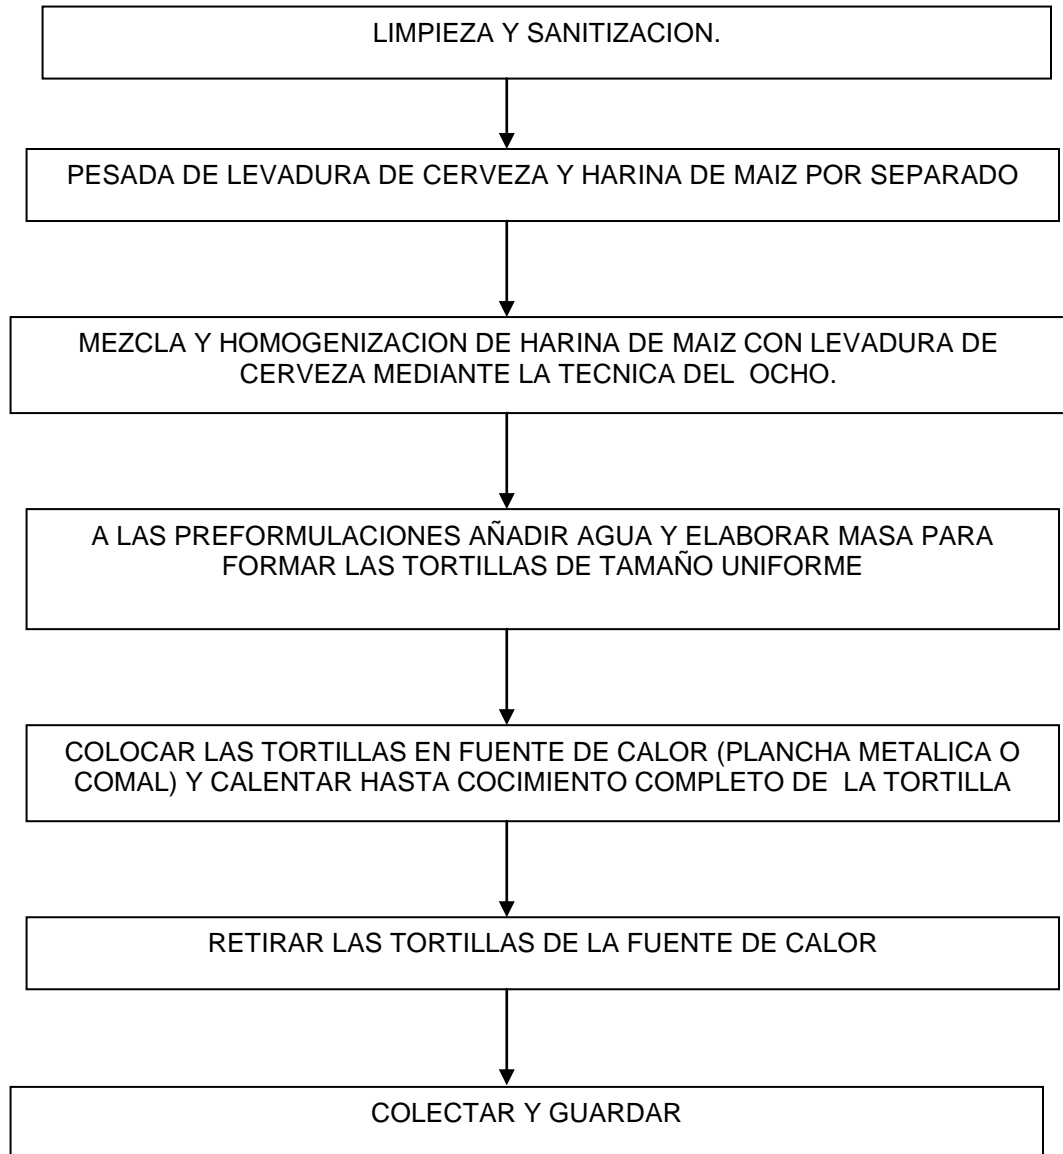 LIMPIEZA Y SANITIZACION.
PESADA DE LEVADURA DE CERVEZA Y HARINA DE MAIZ POR SEPARADO
MEZCLA Y HOMOGENIZACION DE HARINA DE MAIZ CON LEVADURA DE
CERVEZA MEDIANTE LA TECNICA DEL OCHO.
A LAS PREFORMULACIONES AÑADIR AGUA Y ELABORAR MASA PARA
FORMAR LAS TORTILLAS DE TAMAÑO UNIFORME
COLOCAR LAS TORTILLAS EN FUENTE DE CALOR (PLANCHA METALICA O
COMAL) Y CALENTAR HASTA COCIMIENTO COMPLETO DE LA TORTILLA
RETIRAR LAS TORTILLAS DE LA FUENTE DE CALOR
COLECTAR Y GUARDAR